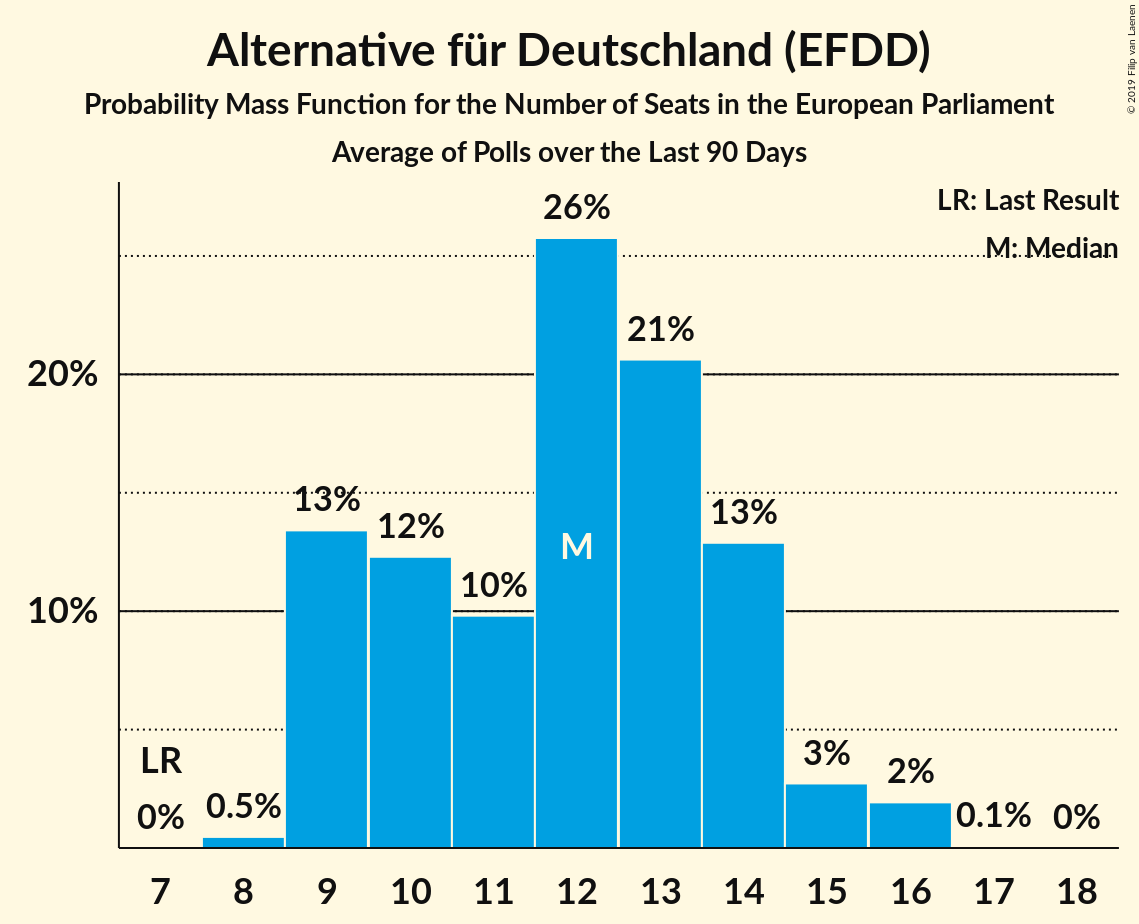 Alternative für Deutschland (EFDD)
Probability Mass Function for the Number of Seats in the European Parliament
Average of Polls over the Last 90 Days
© 2019 Filip van Laenen
LR: Last Result
M: Median
26%
21%
20%
13%
12%
13%
10%
M
10%
LR
3%
2%
0%
0.5%
0.1%
0%
7 8 9 10 11 12 13 14 15 16 17 18